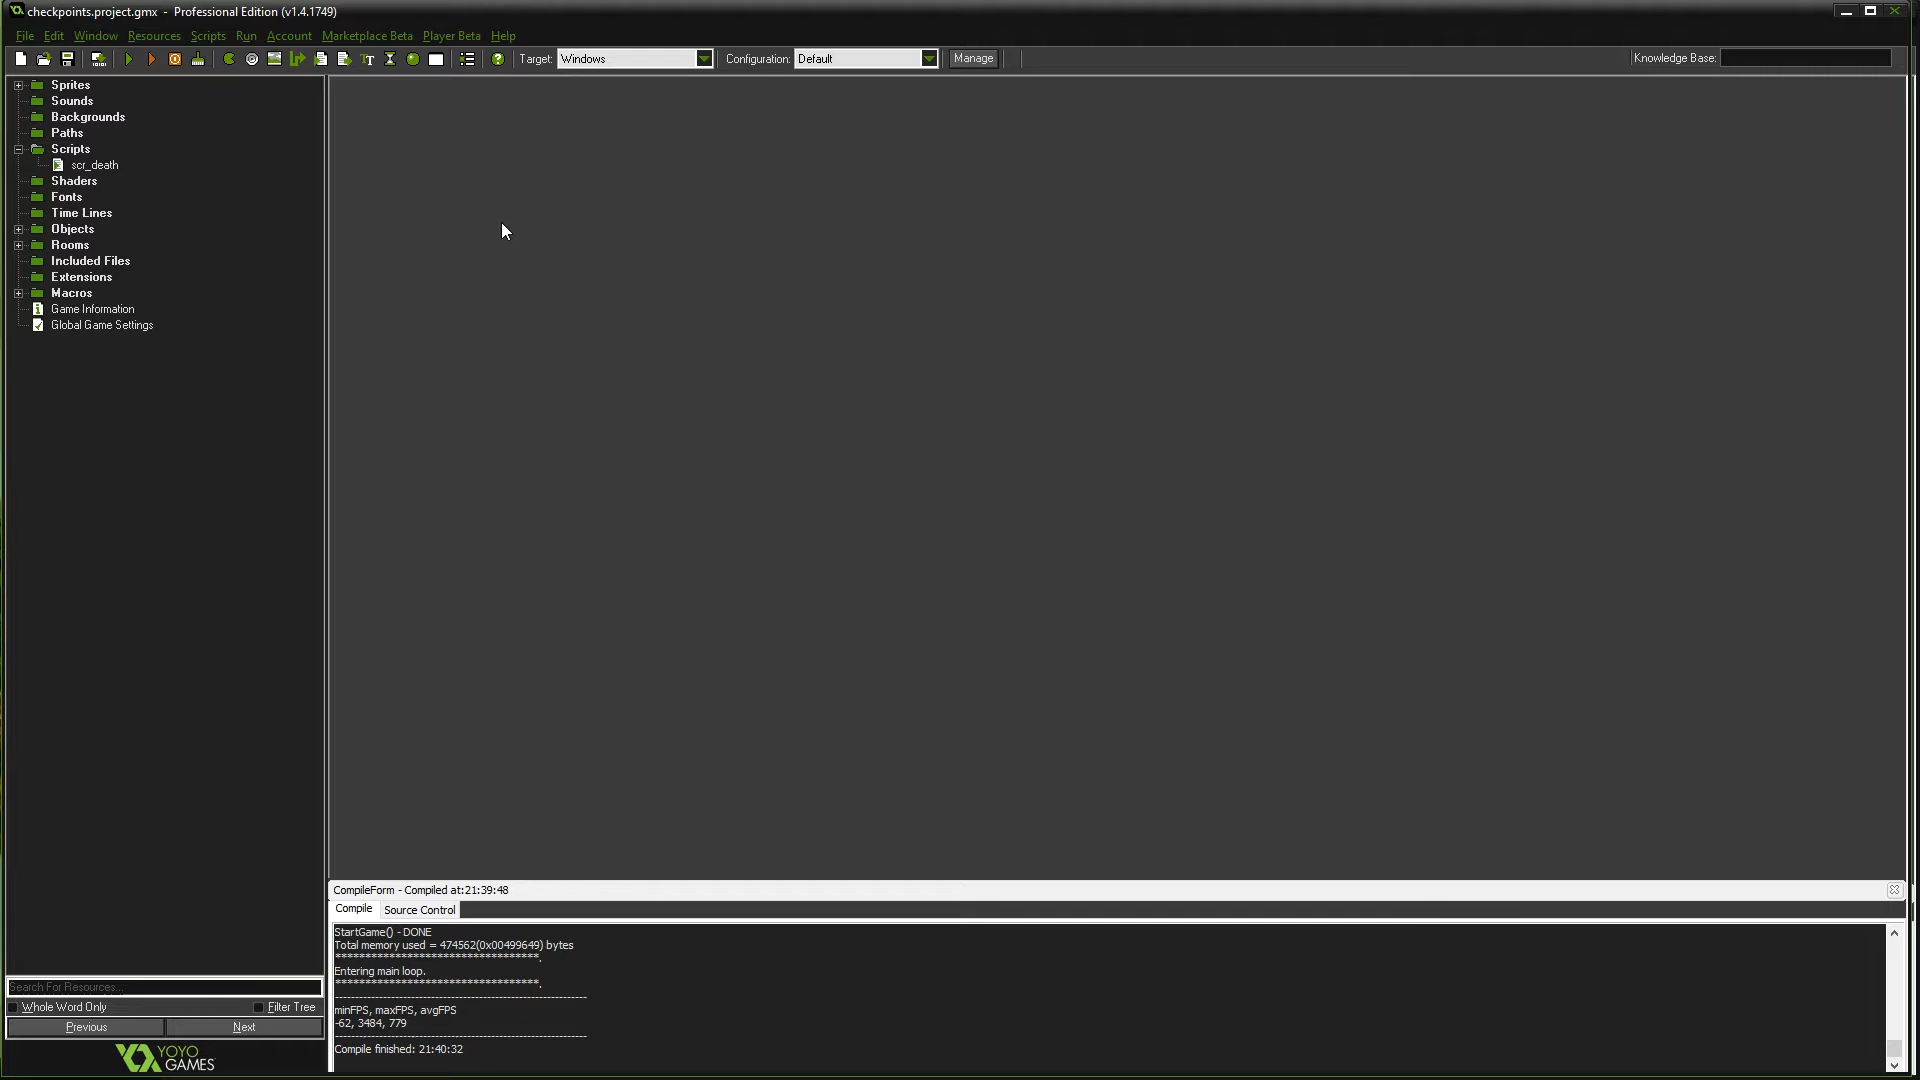 checkpoints.project.gmx - Professional Edition (v1.4.1749)
File Edit Window Resources Scripts Run Account Marketplace Beta Player Beta Help
Target: Windows Configuration: Default Manage Knowledge Base:
Sprites
Sounds
Backgrounds
Paths
Scripts
scr_death
Shaders
Fonts
Time Lines
Objects
Rooms
Included Files
Extensions
Macros
Game Information
Global Game Settings
Search For Resources...
Whole Word Only Filter Tree
Previous Next
YOYO
GAMES
CompileForm - Compiled at:21:39:48
Compile Source Control
StartGame() - DONE
Total memory used = 474562(0x00499649) bytes
***********************************.
Entering main loop.
***********************************.
---------------------------------------------------------------
minFPS, maxFPS, avgFPS
-62, 3484, 779
---------------------------------------------------------------
Compile finished: 21:40:32